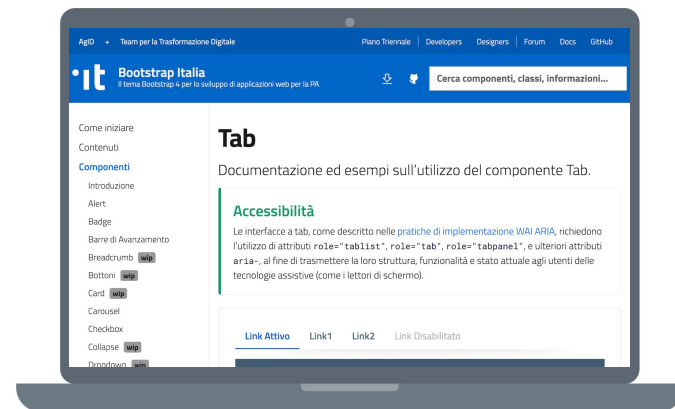 AgID + Team per la Trasformazione Digitale
Piano Triennale Developers Designers Forum Docs GitHub
•it Bootstrap Italia
Il tema Bootstrap 4 per lo sviluppo di applicazioni web per la PA
Cerca componenti, classi, informazioni...
Come iniziare
Contenuti
Componenti
Introduzione
Alert
Badge
Barre di Avanzamento
Breadcrumb wip
Bottoni wip
Card wip
Carousel
Checkbox
Collapse wip
Dropdown wip
Tab
Documentazione ed esempi sull'utilizzo del componente Tab.
Accessibilità
Le interfacce a tab, come descritto nelle pratiche di implementazione WAI ARIA, richiedono
l'utilizzo di attributi role="tablist", role="tab", role="tabpanel", e ulteriori attributi
aria-, al fine di trasmettere la loro struttura, funzionalità e stato attuale agli utenti delle
tecnologie assistive (come i lettori di schermo).
Link Attivo Link1 Link2 Link Disabilitato